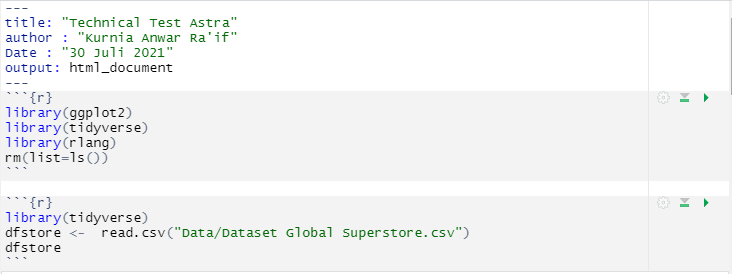 ---
title: "Technical Test Astra"
author : "Kurnia Anwar Ra'if"
Date : "30 Juli 2021"
output: html_document
---
```{r}
library(ggplot2)
library(tidyverse)
library(rlang)
rm(list=ls())
```
```{r}
library(tidyverse)
dfstore <-  read.csv("Data/Dataset Global Superstore.csv")
dfstore
```